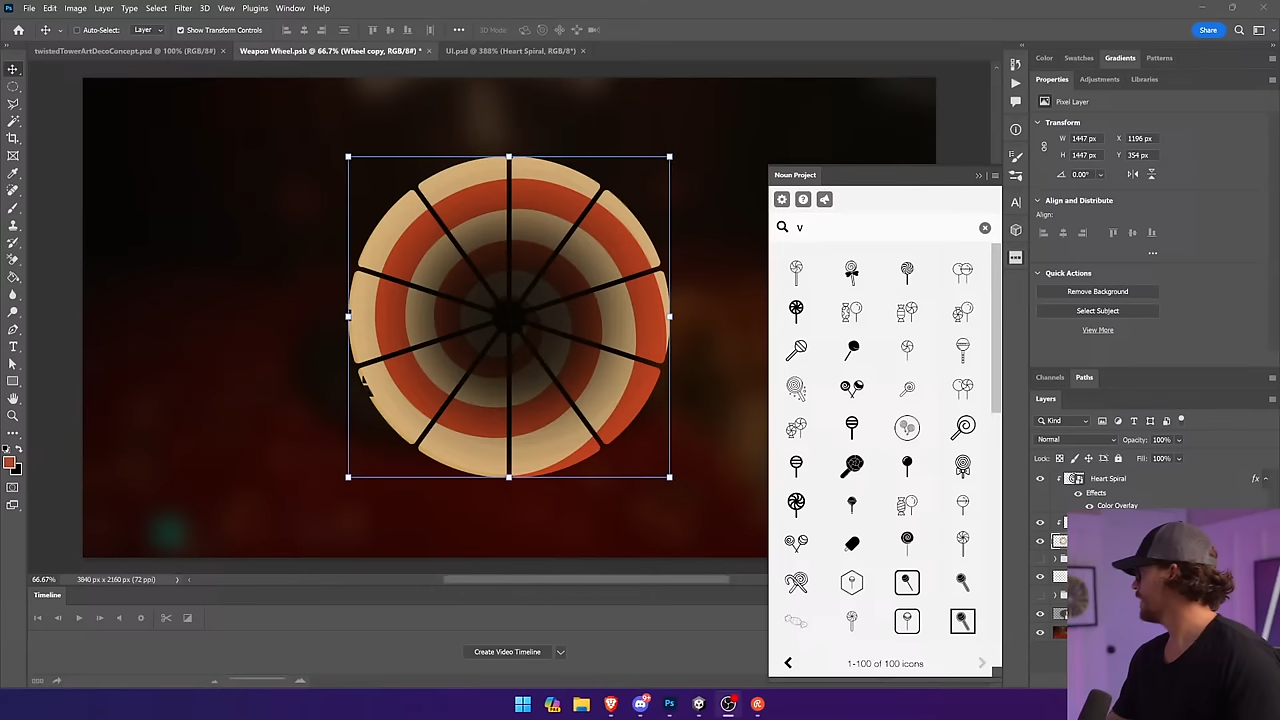 File Edit Image Layer Type Select Filter 3D View Plugins Window Help
Auto-Select: Layer Show Transform Controls 3D Mode: Share
twistedTowerArtDecoConcept.psd @ 100% (RGB/8#) Weapon Wheel.psb @ 66.7% (Wheel copy, RGB/8#) * UI.psd @ 388% (Heart Spiral, RGB/8*)
Color Swatches Gradients Patterns
Properties Adjustments Libraries
Pixel Layer
Transform
W 1447 px X 1196 px
H 1447 px Y 354 px
0.00°
Align and Distribute
Align:
Quick Actions
Remove Background
Select Subject
View More
Channels Paths
Layers
Kind
Normal Opacity: 100%
Lock: Fill: 100%
Heart Spiral fx
Effects
Color Overlay
Noun Project
v
1-100 of 100 icons
66.67% 3840 px x 2160 px (72 ppi)
Timeline
Create Video Timeline